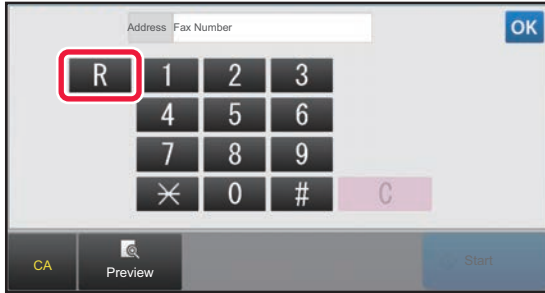 Address Fax Number OK
R 1 2 3
4 5 6
7 8 9
* 0 # C
CA Preview Start